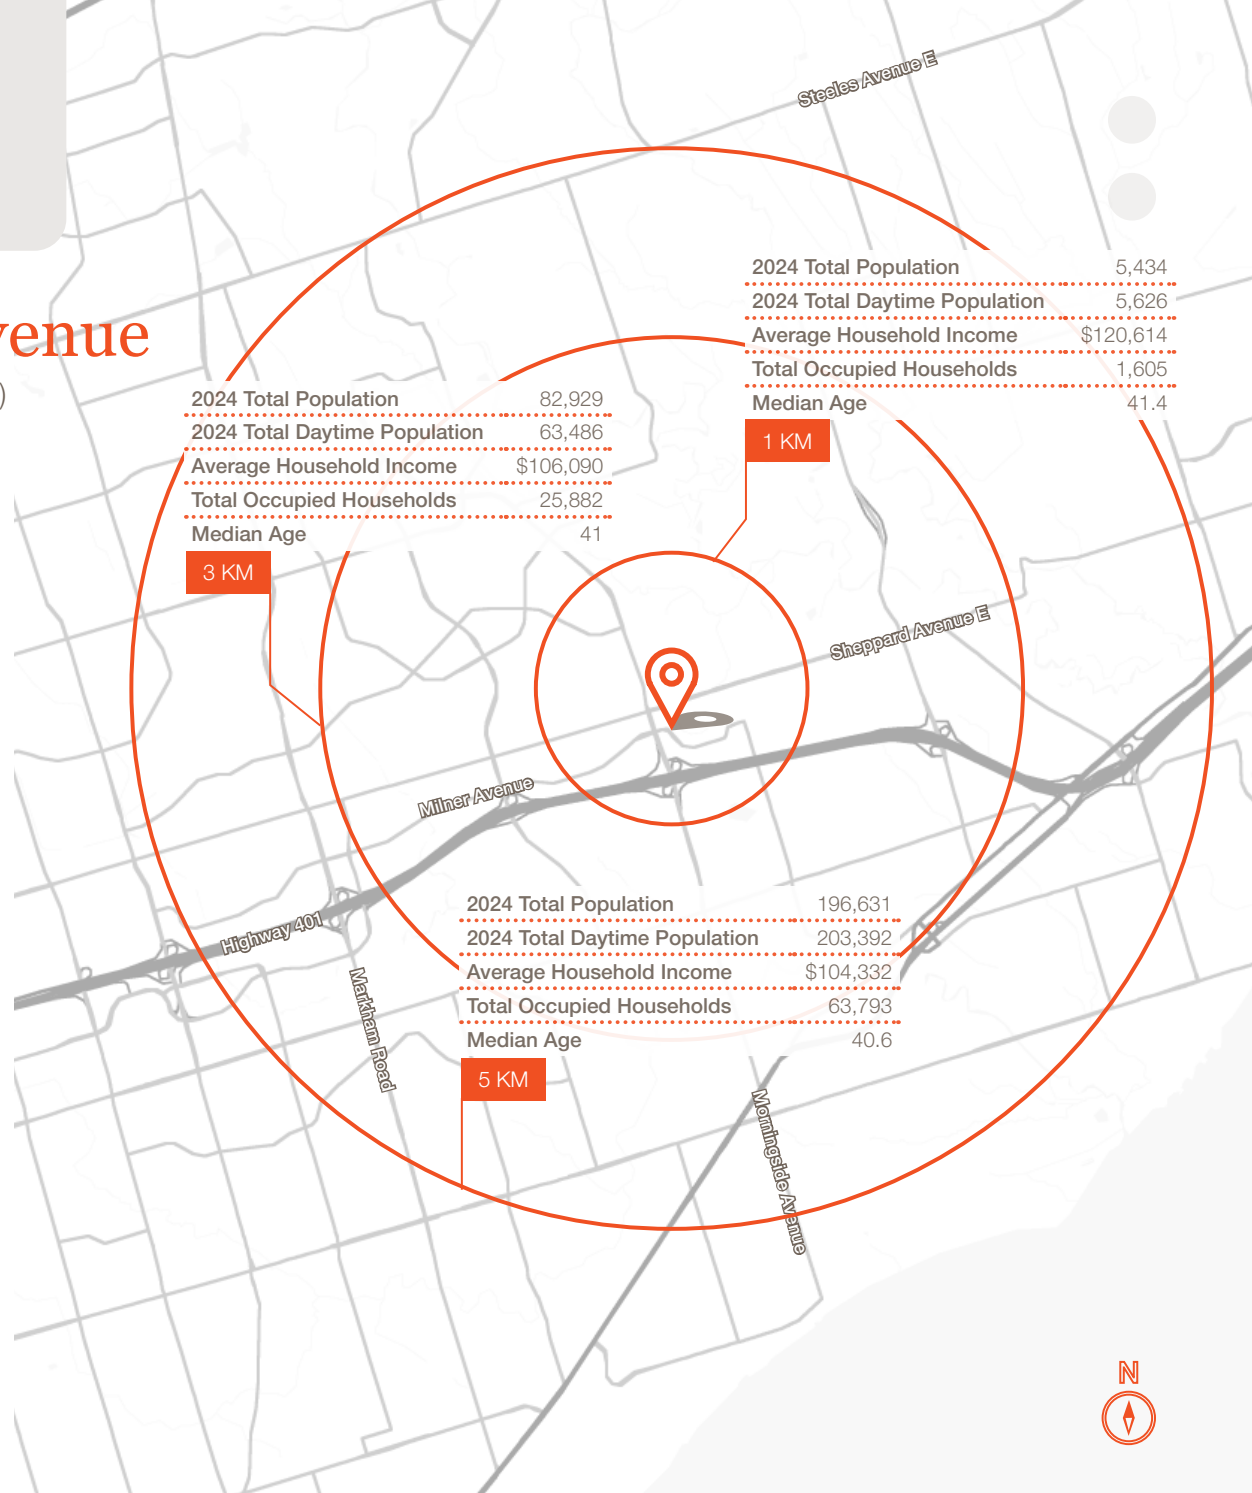 Steeles Avenue E
2024 Total Population 5,434
2024 Total Daytime Population 5,626
Average Household Income $120,614
Total Occupied Households 1,605
Median Age 41.4
1 KM
venue
)
2024 Total Population 82,929
2024 Total Daytime Population 63,486
Average Household Income $106,090
Total Occupied Households 25,882
Median Age 41
3 KM
Sheppard Avenue E
Milner Avenue
Highway 401
Markham Road
2024 Total Population 196,631
2024 Total Daytime Population 203,392
Average Household Income $104,332
Total Occupied Households 63,793
Median Age 40.6
5 KM
Morningside Avenue
N